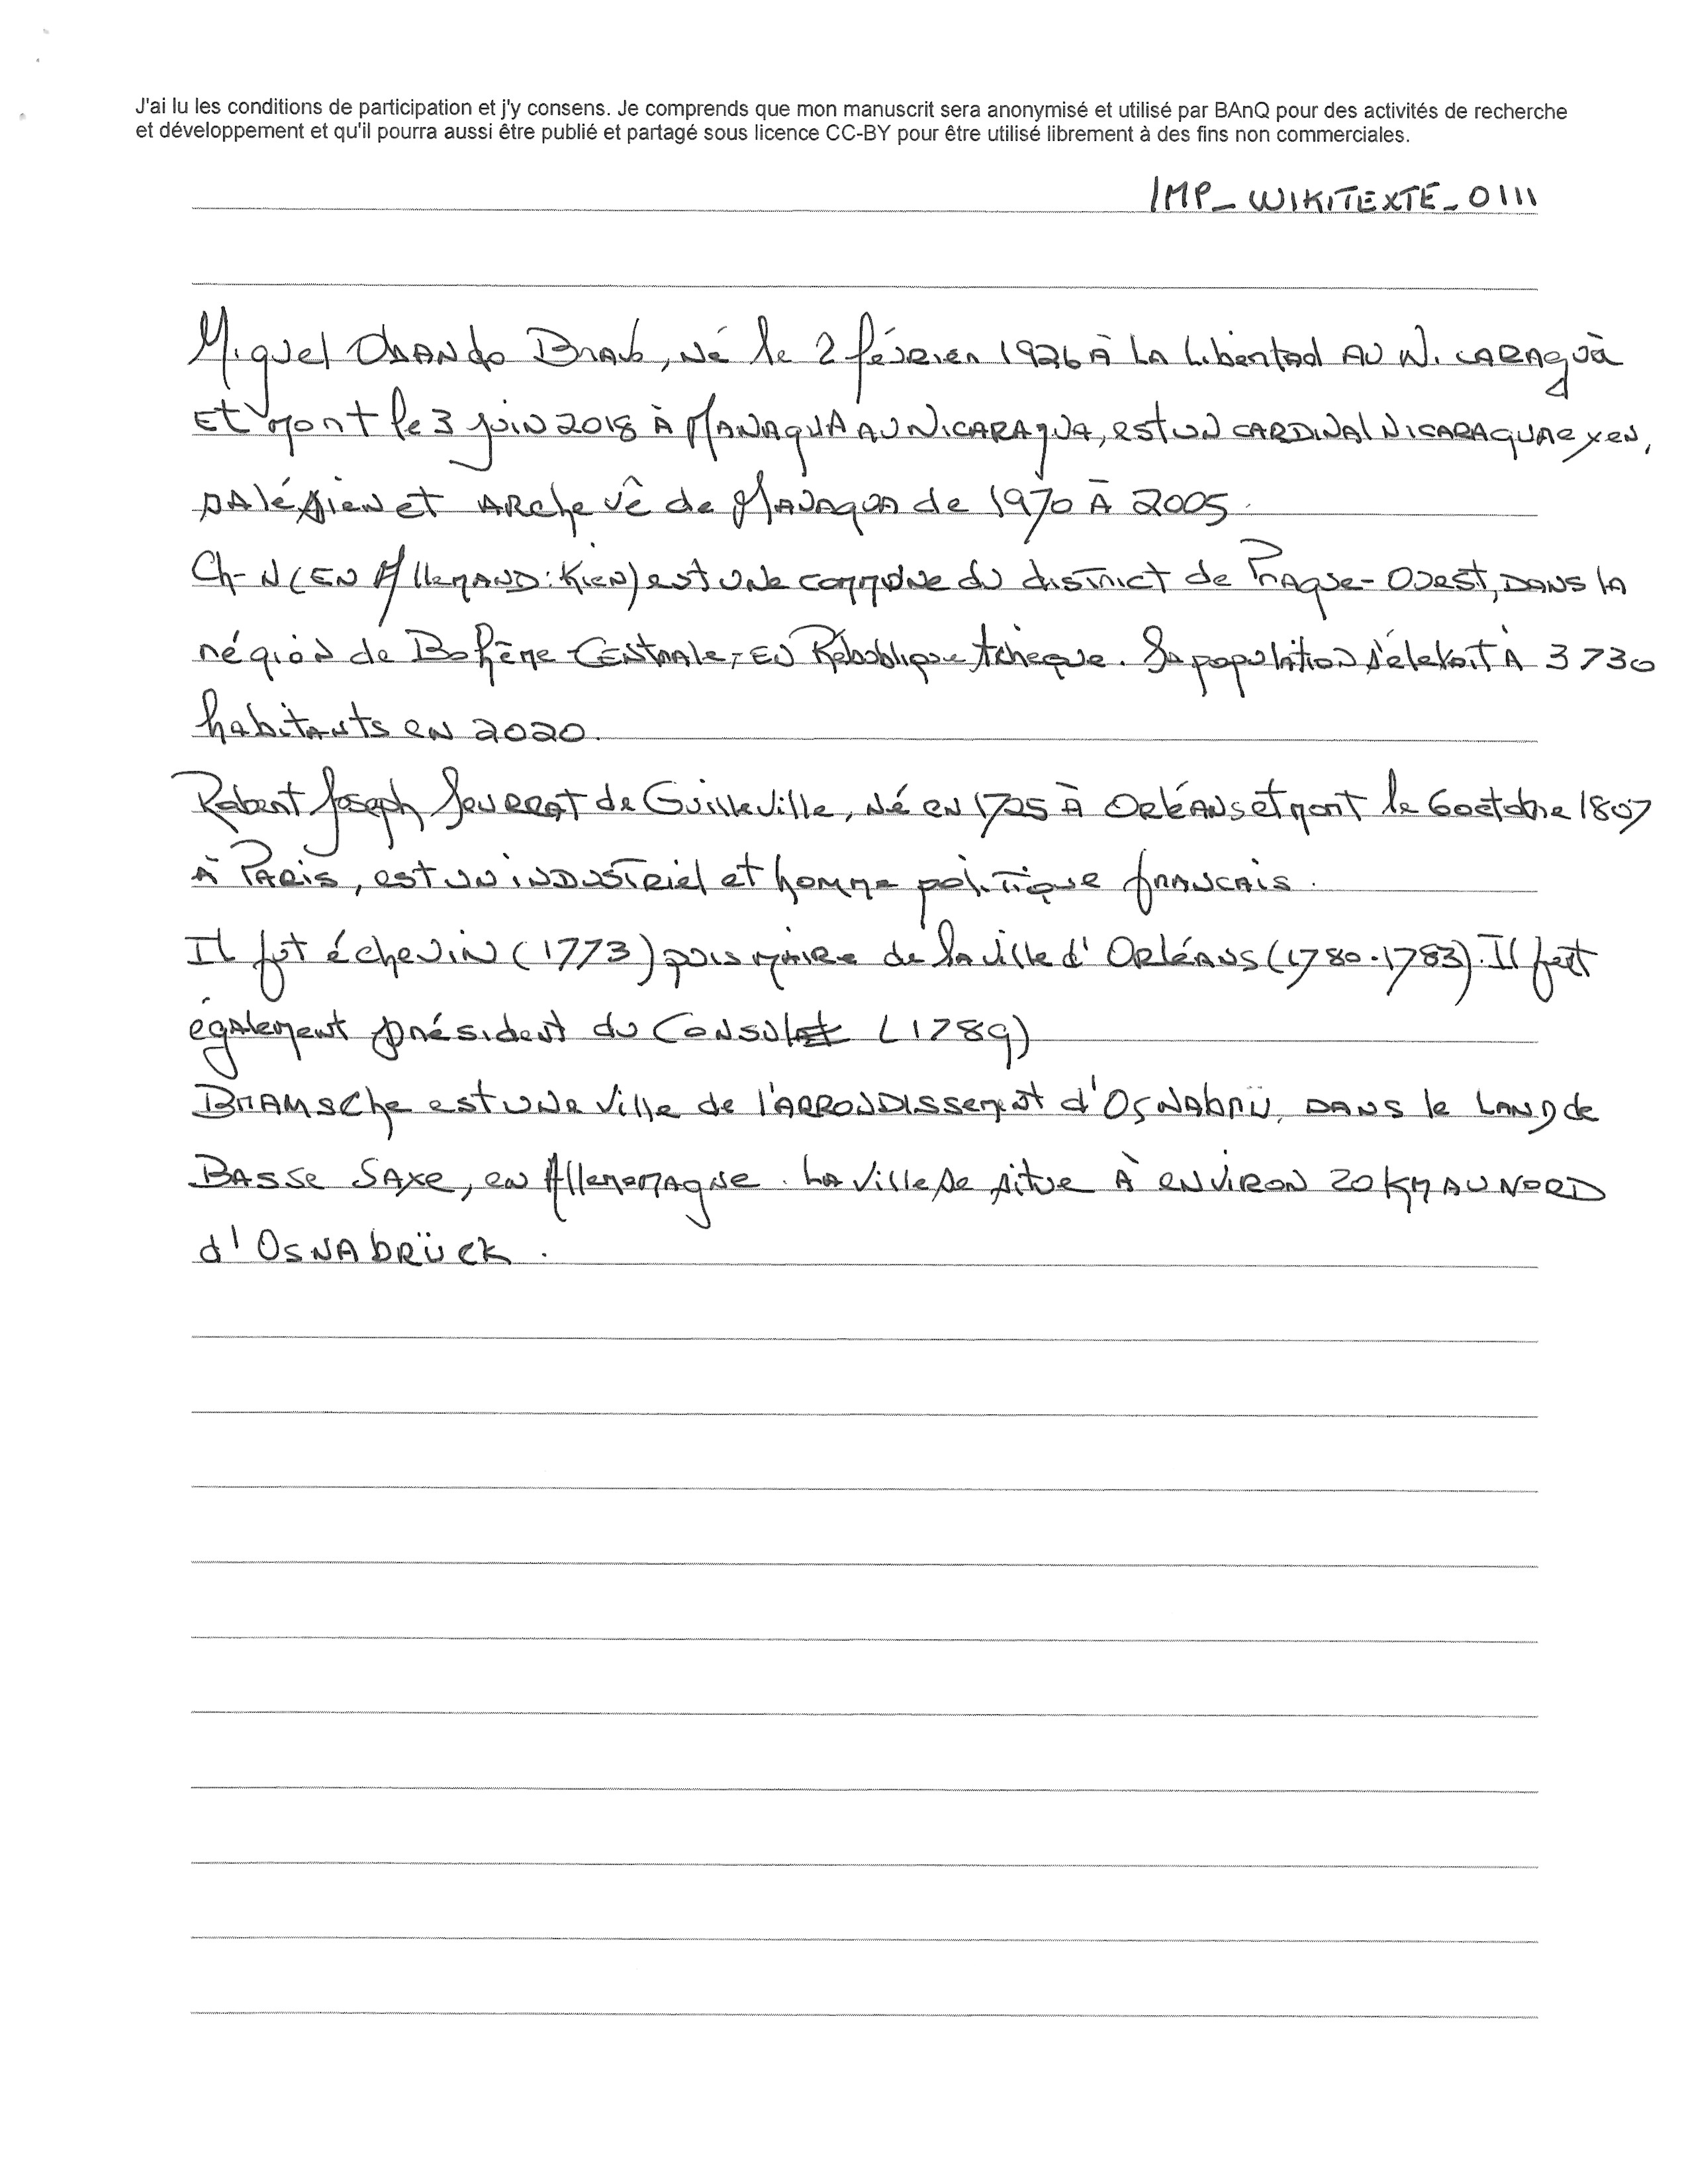 J'ai lu les conditions de participation et j'y consens. Je comprends que mon manuscrit sera anonymisé et utilisé par BAnQ pour des activités de recherche
et développement et qu'il pourra aussi être publié et partagé sous licence CC-BY pour être utilisé librement à des fins non commerciales.
IMP_WIKITEXTE_0111
Miguel Obando Bravo, né le 2 février 1926 à La Libertad au Nicaraguà
et mort le 3 juin 2018 à Managua au Nicaragua, est un cardinal nicaraguaeyen,
salésien et archevê de Managua de 1970 à 2005.
Ch-n (en Allemand: Kien) est une commune du district de Prague-Ouest, dans la
région de Bohême-Centrale, en République tchèque. Sa population s'élevait à 3 730
habitants en 2020.
Robert Joseph de Guilleville, né en 1725 à Orléans et mort le 6 octobre 1807
à Paris, est un industriel et homme politique francais.
Il fut échevin (1773) puis maire de la ville d'Orléans (1780-1783). Il fut
également président du Consulat (1789)
Bramsche est une ville de l'arrondissement d'Osnabrü, dans le Land de
Basse Saxe, en Allememagne. La ville se situe à environ 20 km au nord
d'Osnabrück.